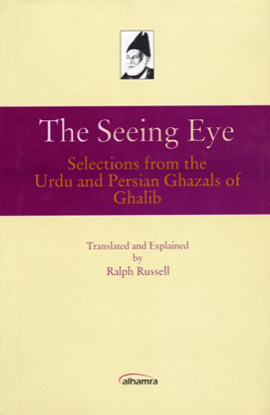 The Seeing Eye
Selections from the
Urdu and Persian Ghazals of
Ghalib
Translated and Explained
by
Ralph Russell
alhamra